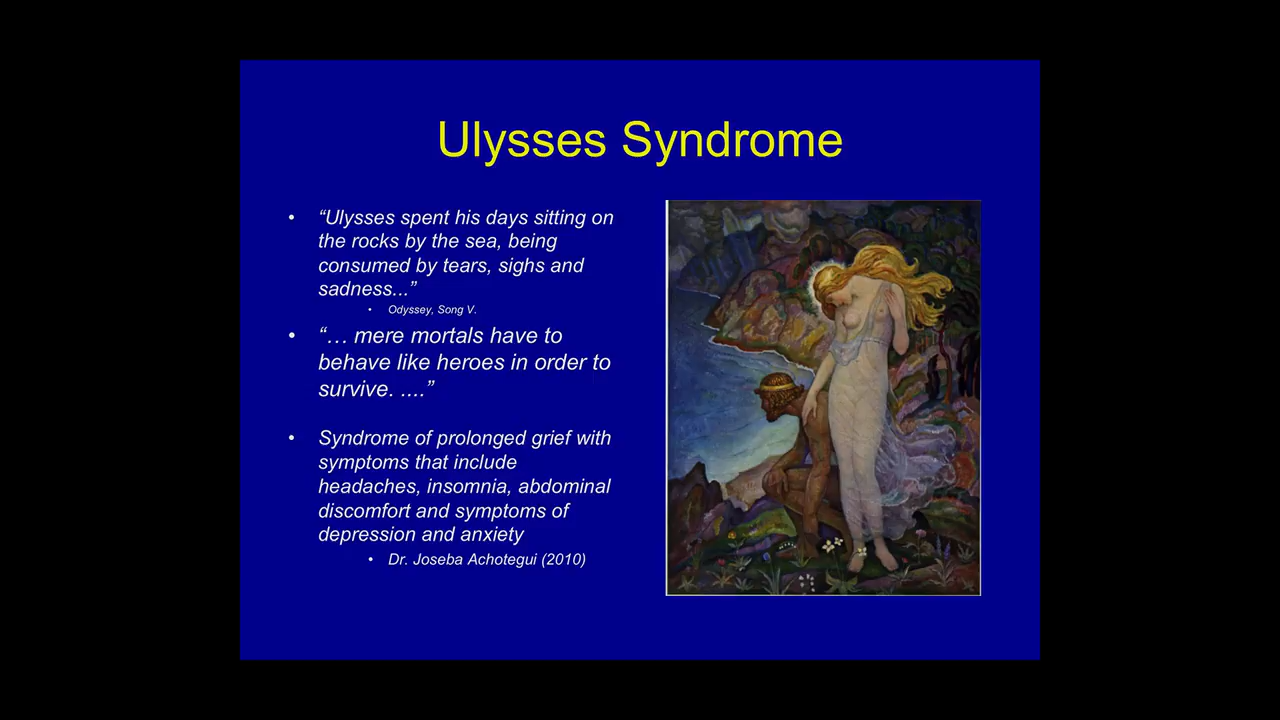 Ulysses Syndrome
• “Ulysses spent his days sitting on
the rocks by the sea, being
consumed by tears, sighs and
sadness...”
• Odyssey, Song V.
• “… mere mortals have to
behave like heroes in order to
survive. ....”
• Syndrome of prolonged grief with
symptoms that include
headaches, insomnia, abdominal
discomfort and symptoms of
depression and anxiety
• Dr. Joseba Achotegui (2010)